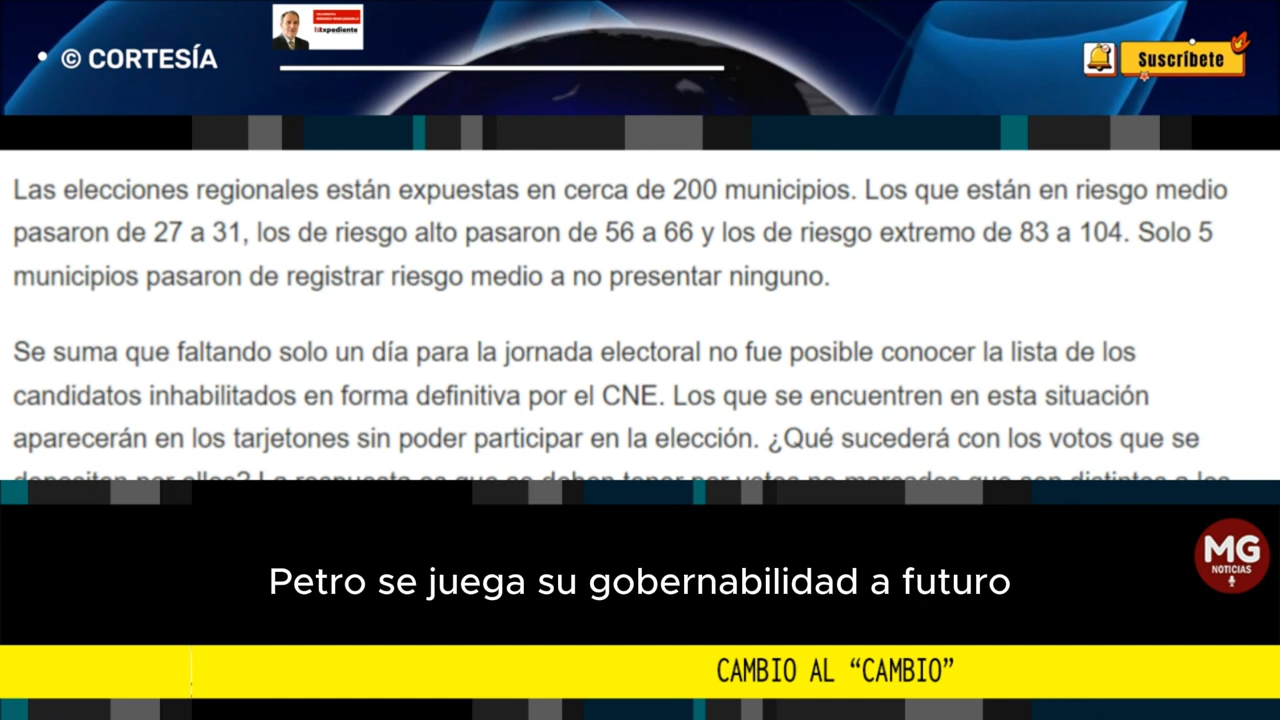 © CORTESÍA
Expediente
Suscríbete
Las elecciones regionales están expuestas en cerca de 200 municipios. Los que están en riesgo medio
pasaron de 27 a 31, los de riesgo alto pasaron de 56 a 66 y los de riesgo extremo de 83 a 104. Solo 5
municipios pasaron de registrar riesgo medio a no presentar ninguno.
Se suma que faltando solo un día para la jornada electoral no fue posible conocer la lista de los
candidatos inhabilitados en forma definitiva por el CNE. Los que se encuentren en esta situación
aparecerán en los tarjetones sin poder participar en la elección. ¿Qué sucederá con los votos que se
MG
NOTICIAS
Petro se juega su gobernabilidad a futuro
CAMBIO AL “CAMBIO”